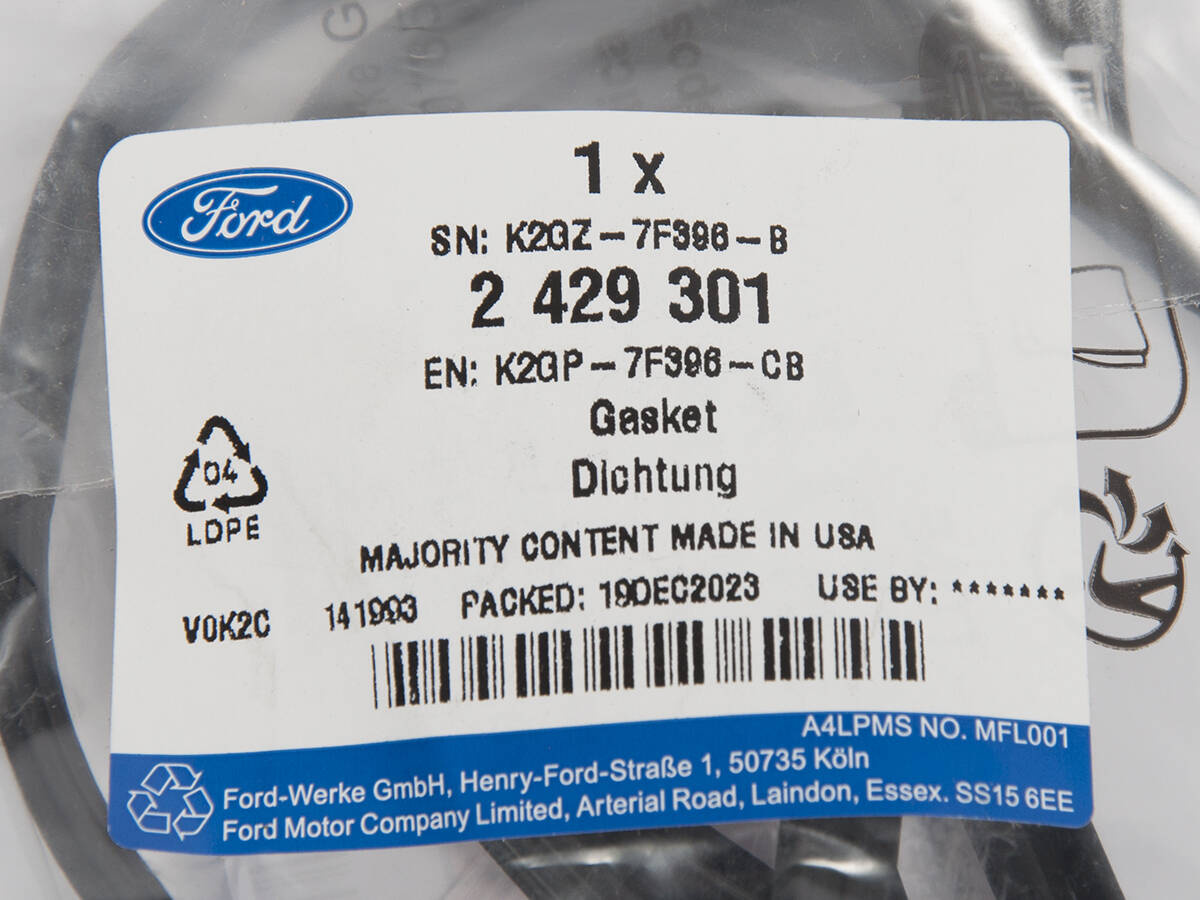 Ford
1 x
SN: K2GZ-7F396-B
2 429 301
EN: K2GP-7F396-CB
Gasket
Dichtung
04
LDPE
MAJORITY CONTENT MADE IN USA
V0K2C 141993 PACKED: 19DEC2023 USE BY: *******
A4LPMS NO. MFL001
Ford-Werke GmbH, Henry-Ford-Straße 1, 50735 Köln
Ford Motor Company Limited, Arterial Road, Laindon, Essex. SS15 6EE